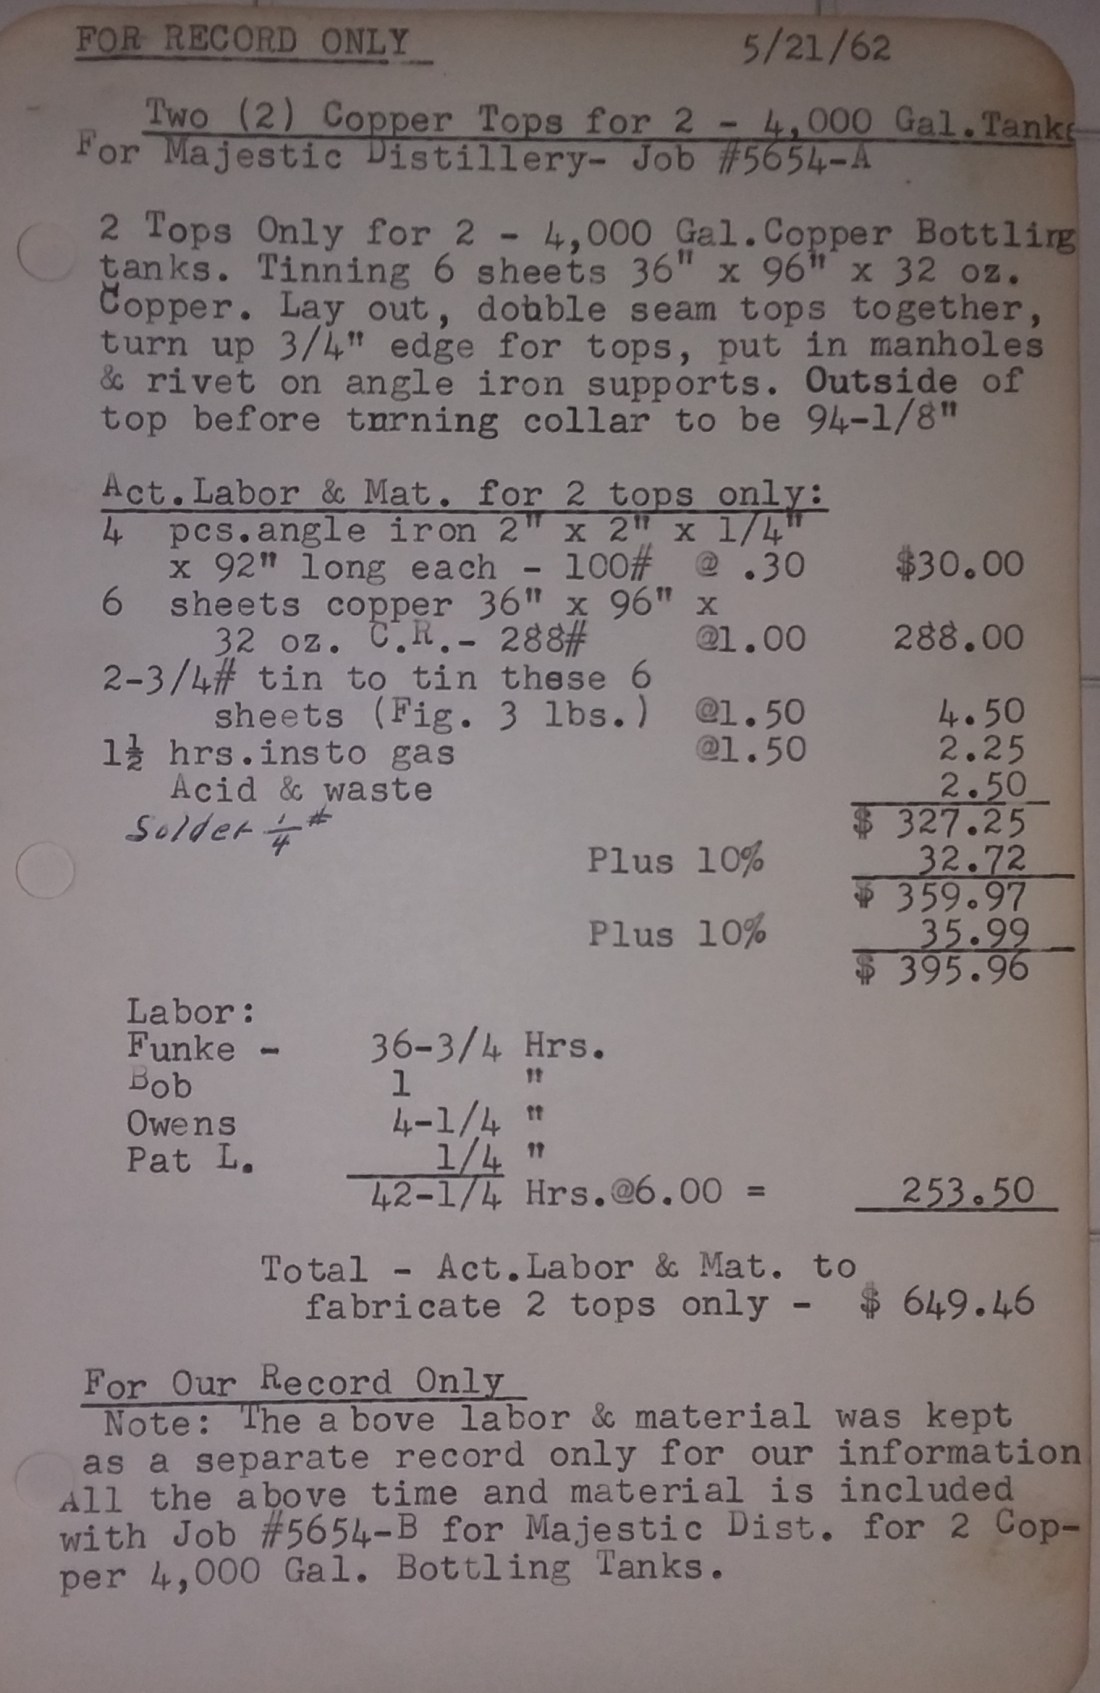 FOR RECORD ONLY 5/21/62
Two (2) Copper Tops for 2 - 4,000 Gal.Tanks
For Majestic Distillery- Job #5654-A
2 Tops Only for 2 - 4,000 Gal.Copper Bottling
tanks. Tinning 6 sheets 36" x 96" x 32 oz.
Copper. Lay out, double seam tops together,
turn up 3/4" edge for tops, put in manholes
& rivet on angle iron supports. Outside of
top before turning collar to be 94-1/8"
Act.Labor & Mat. for 2 tops only:
4 pcs.angle iron 2" x 2" x 1/4"
x 92" long each - 100# @ .30 $30.00
6 sheets copper 36" x 96" x
32 oz. C.R.- 288# @1.00 288.00
2-3/4# tin to tin these 6
sheets (Fig. 3 lbs.) @1.50 4.50
1½ hrs.insto gas @1.50 2.25
Acid & waste 2.50
Solder 1/4 # $ 327.25
Plus 10% 32.72
$ 359.97
Plus 10% 35.99
$ 395.96
Labor:
Funke - 36-3/4 Hrs.
Bob 1 "
Owens 4-1/4 "
Pat L. 1/4 "
42-1/4 Hrs.@6.00 = 253.50
Total - Act.Labor & Mat. to
fabricate 2 tops only - $ 649.46
For Our Record Only
Note: The a bove labor & material was kept
as a separate record only for our information
All the above time and material is included
with Job #5654-B for Majestic Dist. for 2 Cop-
per 4,000 Gal. Bottling Tanks.